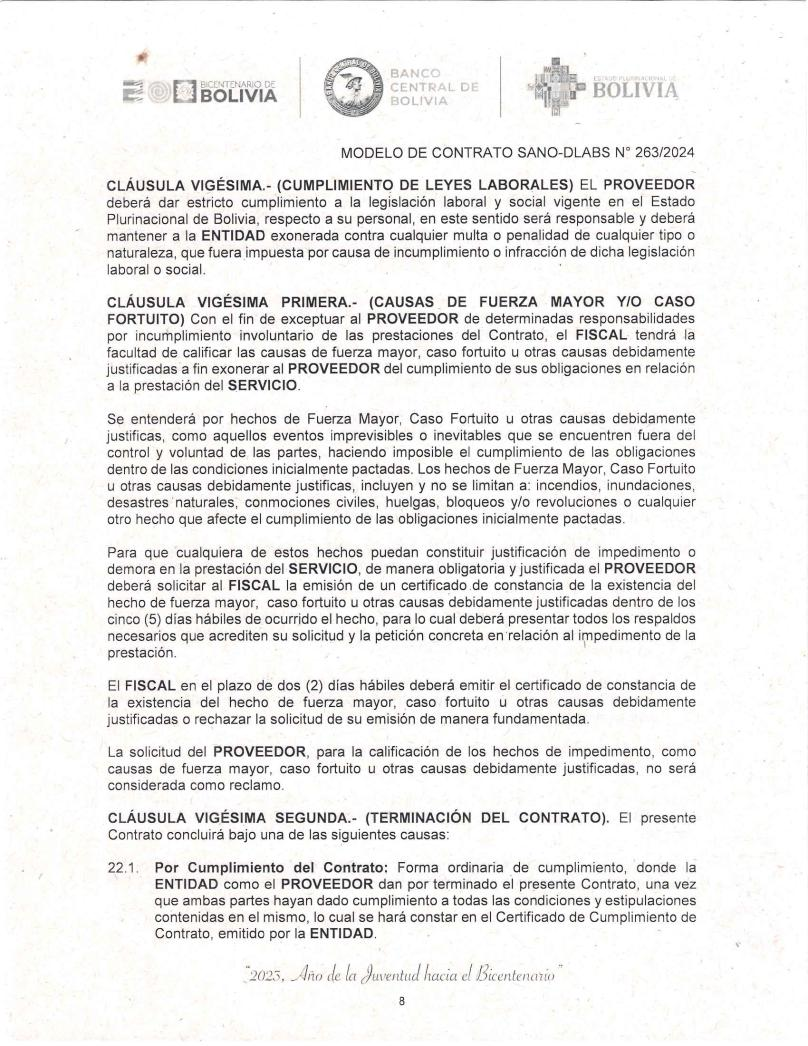 BICENTENARIO DE
BOLIVIA
BANCO
CENTRAL DE
BOLIVIA
ESTADO PLURINACIONAL DE
BOLIVIA
MODELO DE CONTRATO SANO-DLABS N° 263/2024
CLÁUSULA VIGÉSIMA.- (CUMPLIMIENTO DE LEYES LABORALES) EL PROVEEDOR
deberá dar estricto cumplimiento a la legislación laboral y social vigente en el Estado
Plurinacional de Bolivia, respecto a su personal, en este sentido será responsable y deberá
mantener a la ENTIDAD exonerada contra cualquier multa o penalidad de cualquier tipo o
naturaleza, que fuera impuesta por causa de incumplimiento o infracción de dicha legislación
laboral o social.
CLÁUSULA VIGÉSIMA PRIMERA.- (CAUSAS DE FUERZA MAYOR Y/O CASO
FORTUITO) Con el fin de exceptuar al PROVEEDOR de determinadas responsabilidades
por incumplimiento involuntario de las prestaciones del Contrato, el FISCAL tendrá la
facultad de calificar las causas de fuerza mayor, caso fortuito u otras causas debidamente
justificadas a fin exonerar al PROVEEDOR del cumplimiento de sus obligaciones en relación
a la prestación del SERVICIO.
Se entenderá por hechos de Fuerza Mayor, Caso Fortuito u otras causas debidamente
justificas, como aquellos eventos imprevisibles o inevitables que se encuentren fuera del
control y voluntad de las partes, haciendo imposible el cumplimiento de las obligaciones
dentro de las condiciones inicialmente pactadas. Los hechos de Fuerza Mayor, Caso Fortuito
u otras causas debidamente justificas, incluyen y no se limitan a: incendios, inundaciones,
desastres naturales, conmociones civiles, huelgas, bloqueos y/o revoluciones o cualquier
otro hecho que afecte el cumplimiento de las obligaciones inicialmente pactadas.
Para que cualquiera de estos hechos puedan constituir justificación de impedimento o
demora en la prestación del SERVICIO, de manera obligatoria y justificada el PROVEEDOR
deberá solicitar al FISCAL la emisión de un certificado de constancia de la existencia del
hecho de fuerza mayor, caso fortuito u otras causas debidamente justificadas dentro de los
cinco (5) días hábiles de ocurrido el hecho, para lo cual deberá presentar todos los respaldos
necesarios que acrediten su solicitud y la petición concreta en relación al impedimento de la
prestación.
El FISCAL en el plazo de dos (2) días hábiles deberá emitir el certificado de constancia de
la existencia del hecho de fuerza mayor, caso fortuito u otras causas debidamente
justificadas o rechazar la solicitud de su emisión de manera fundamentada.
La solicitud del PROVEEDOR, para la calificación de los hechos de impedimento, como
causas de fuerza mayor, caso fortuito u otras causas debidamente justificadas, no será
considerada como reclamo.
CLÁUSULA VIGÉSIMA SEGUNDA.- (TERMINACIÓN DEL CONTRATO). El presente
Contrato concluirá bajo una de las siguientes causas:
22.1. Por Cumplimiento del Contrato: Forma ordinaria de cumplimiento, donde la
ENTIDAD como el PROVEEDOR dan por terminado el presente Contrato, una vez
que ambas partes hayan dado cumplimiento a todas las condiciones y estipulaciones
contenidas en el mismo, lo cual se hará constar en el Certificado de Cumplimiento de
Contrato, emitido por la ENTIDAD.
"2023, Año de la Juventud hacia el Bicentenario"
8